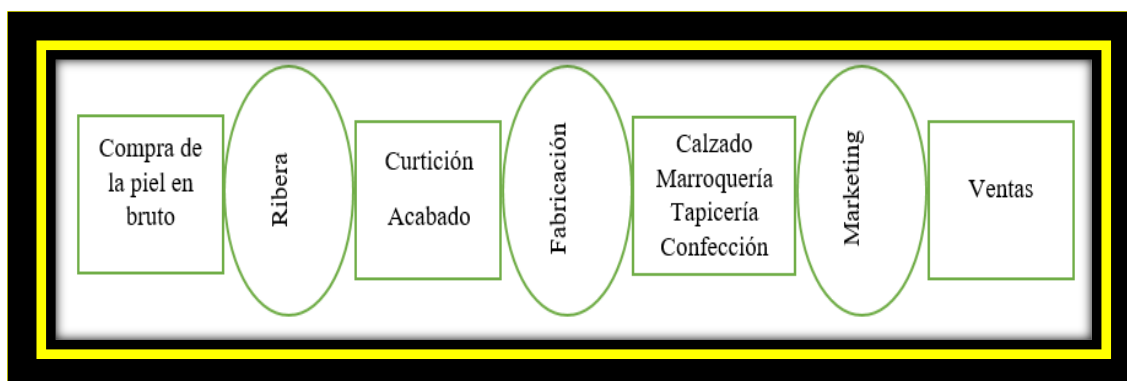 Compra de
la piel en
bruto
Ribera
Curtición
Acabado
Fabricación
Calzado
Marroquería
Tapicería
Confección
Marketing
Ventas